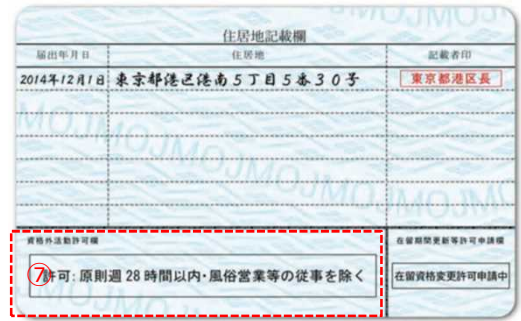 住居地記載欄
届出年月日 住居地 記載者印
2014年12月1日 東京都港区港南5丁目5番30号 東京都港区長
資格外活動許可欄 在留期間更新等許可申請欄
⑦許可:原則週28時間以内・風俗営業等の従事を除く 在留資格変更許可申請中
MOJMOJMOJMOJMOJMOJ